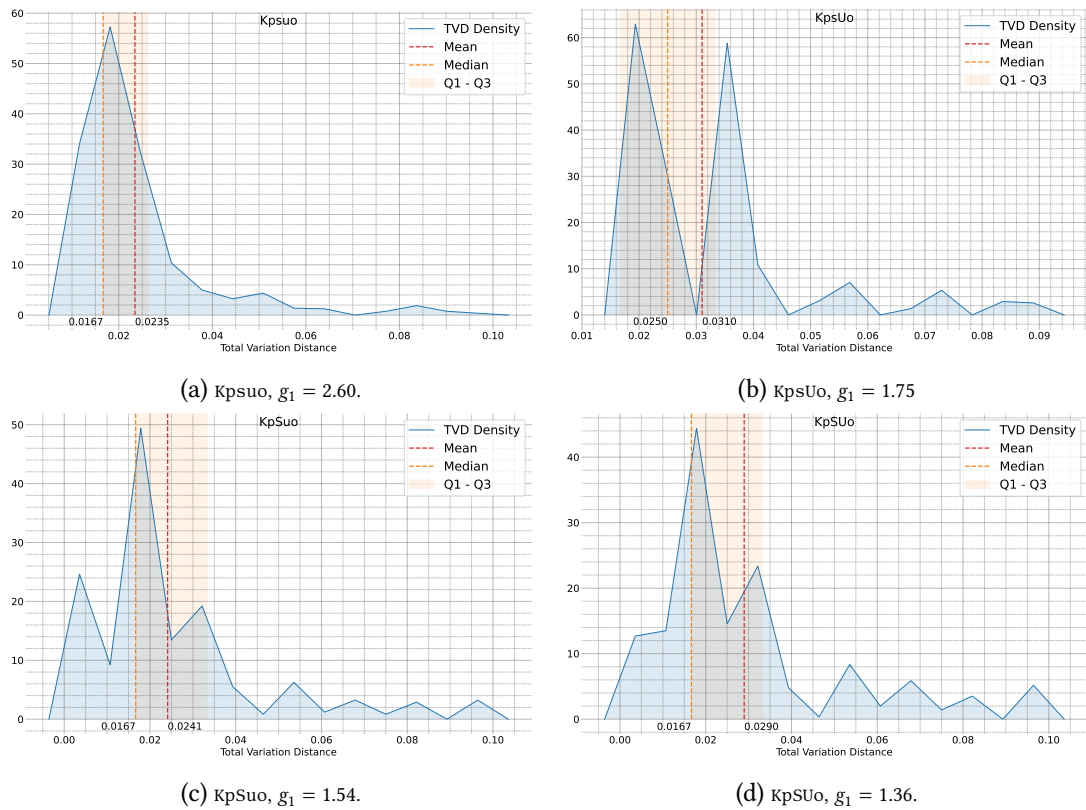 Kpsuo
TVD Density
Mean
Median
Q1 - Q3
60
50
40
30
20
10
0
0.0167
0.0235
0.02
0.04
0.06
0.08
0.10
Total Variation Distance
(a) Kpsuo, g₁ = 2.60.
KpsUo
TVD Density
Mean
Median
Q1 - Q3
60
50
40
30
20
10
0
0.0250
0.0310
0.01
0.02
0.03
0.04
0.05
0.06
0.07
0.08
0.09
Total Variation Distance
(b) KpsUo, g₁ = 1.75
KpSuo
TVD Density
Mean
Median
Q1 - Q3
50
40
30
20
10
0
0.0167
0.0241
0.00
0.02
0.04
0.06
0.08
0.10
Total Variation Distance
(c) KpSuo, g₁ = 1.54.
KpSUo
TVD Density
Mean
Median
Q1 - Q3
40
30
20
10
0
0.0167
0.0290
0.00
0.02
0.04
0.06
0.08
0.10
Total Variation Distance
(d) KpSUo, g₁ = 1.36.